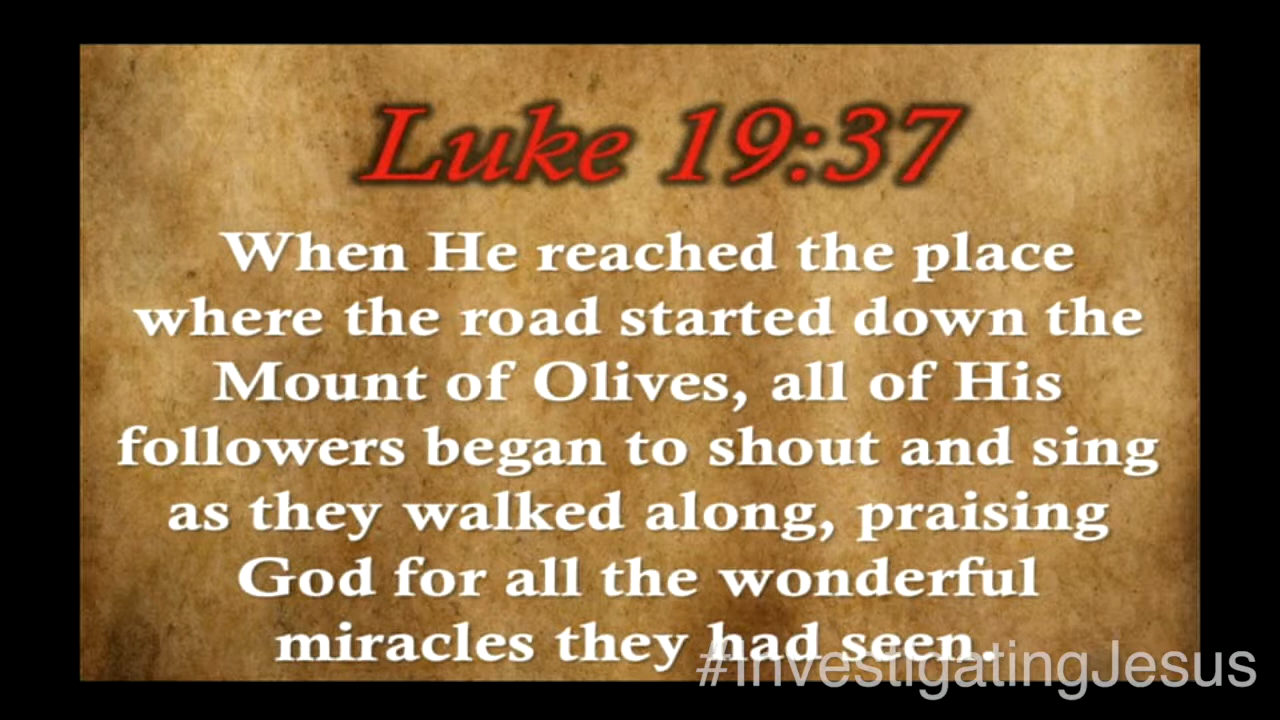 Luke 19:37
When He reached the place
where the road started down the
Mount of Olives, all of His
followers began to shout and sing
as they walked along, praising
God for all the wonderful
miracles they had seen.
#InvestigatingJesus